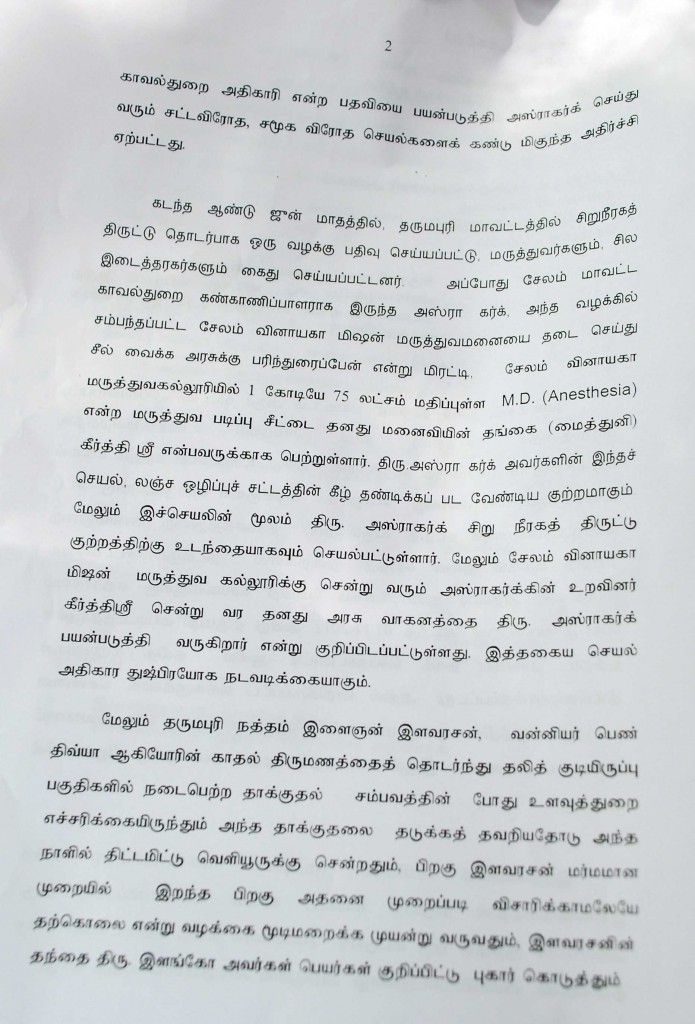 2
காவல்துறை அதிகாரி என்ற பதவியை பயன்படுத்தி அஸ்ராகர்க் செய்து
வரும் சட்டவிரோத, சமூக விரோத செயல்களைக் கண்டு மிகுந்த அதிர்ச்சி
ஏற்பட்டது.
கடந்த ஆண்டு ஜுன் மாதத்தில், தருமபுரி மாவட்டத்தில் சிறுநீரகத்
திருட்டு தொடர்பாக ஒரு வழக்கு பதிவு செய்யப்பட்டு, மருத்துவர்களும், சில
இடைத்தரகர்களும் கைது செய்யப்பட்டனர். அப்போது சேலம் மாவட்ட
காவல்துறை கண்காணிப்பாளராக இருந்த அஸ்ரா கர்க், அந்த வழக்கில்
சம்பந்தப்பட்ட சேலம் வினாயகா மிஷன் மருத்துவமனையை தடை செய்து
சீல் வைக்க அரசுக்கு பரிந்துரைப்பேன் என்று மிரட்டி, சேலம் வினாயகா
மருத்துவகல்லூரியில் 1 கோடியே 75 லட்சம் மதிப்புள்ள M.D. (Anesthesia)
என்ற மருத்துவ படிப்பு சீட்டை தனது மனைவியின் தங்கை (மைத்துனி)
கீர்த்தி ஸ்ரீ என்பவருக்காக பெற்றுள்ளார். திரு.அஸ்ரா கர்க் அவர்களின் இந்தச்
செயல், லஞ்ச ஒழிப்புச் சட்டத்தின் கீழ் தண்டிக்கப் பட வேண்டிய குற்றமாகும்.
மேலும் இச்செயலின் மூலம் திரு. அஸ்ராகர்க் சிறு நீரகத் திருட்டு
குற்றத்திற்கு உடந்தையாகவும் செயல்பட்டுள்ளார். மேலும் சேலம் வினாயகா
மிஷன் மருத்துவ கல்லூரிக்கு சென்று வரும் அஸ்ராகர்க்கின் உறவினர்
கீர்த்திஸ்ரீ சென்று வர தனது அரசு வாகனத்தை திரு. அஸ்ராகர்க்
பயன்படுத்தி வருகிறார் என்று குறிப்பிடப்பட்டுள்ளது. இத்தகைய செயல்
அதிகார துஷ்பிரயோக நடவடிக்கையாகும்.
மேலும் தருமபுரி நத்தம் இளைஞன் இளவரசன், வன்னியர் பெண்
திவ்யா ஆகியோரின் காதல் திருமணத்தைத் தொடர்ந்து தலித் குடியிருப்பு
பகுதிகளில் நடைபெற்ற தாக்குதல் சம்பவத்தின் போது உளவுத்துறை
எச்சரிக்கையிருந்தும் அந்த தாக்குதலை தடுக்கத் தவறியதோடு அந்த
நாளில் திட்டமிட்டு வெளியூருக்கு சென்றதும், பிறகு இளவரசன் மர்மமான
முறையில் இறந்த பிறகு அதனை முறைப்படி விசாரிக்காமலேயே
தற்கொலை என்று வழக்கை மூடிமறைக்க முயன்று வருவதும், இளவரசனின்
தந்தை திரு. இளங்கோ அவர்கள் பெயர்கள் குறிப்பிட்டு புகார் கொடுத்தும்